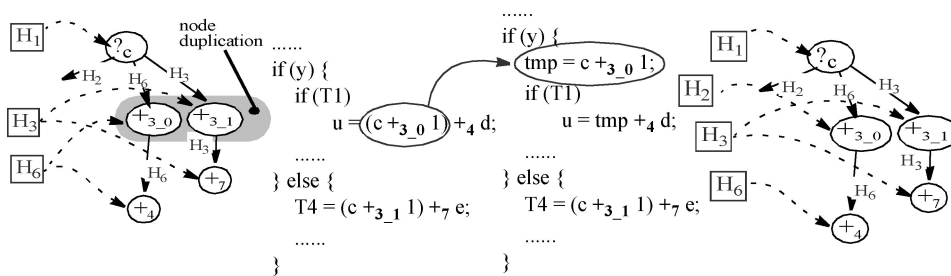 H1
?c
H2
H6
H3
node
duplication
H3
+3_0
+3_1
H3
H6
H6
+7
+4
......
if (y) {
if (T1)
u = (c +3_0 1) +4 d;
......
} else {
T4 = (c +3_1 1) +7 e;
......
}
......
if (y) {
tmp = c +3_0 1;
if (T1)
u = tmp +4 d;
......
} else {
T4 = (c +3_1 1) +7 e;
......
}
H1
?c
H2
H2
H6
H3
H3
+3_0
+3_1
H3
H6
H6
+7
+4